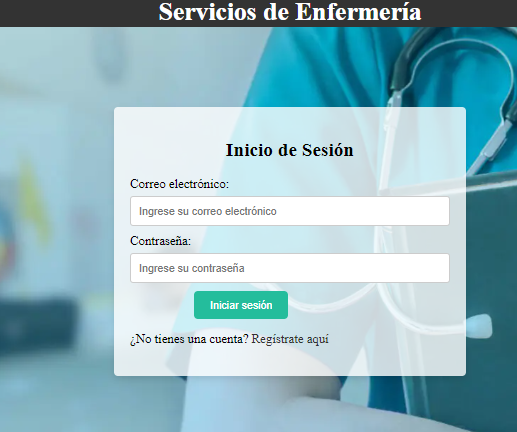 Servicios de Enfermería
Inicio de Sesión
Correo electrónico:
Ingrese su correo electrónico
Contraseña:
Ingrese su contraseña
Iniciar sesión
¿No tienes una cuenta? Regístrate aquí